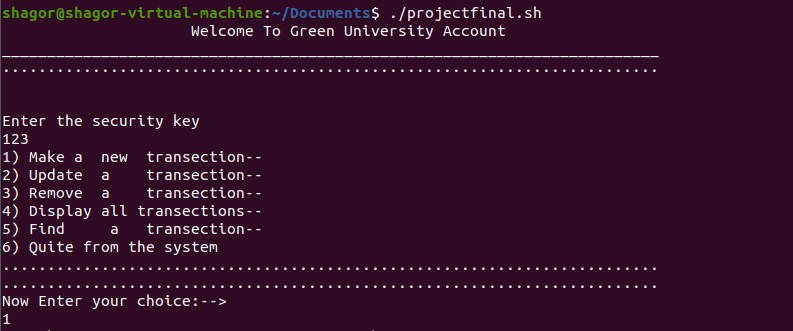 shagor@shagor-virtual-machine:~/Documents$ ./projectfinal.sh
Welcome To Green University Account
_________________________________________________________________________
.........................................................................
Enter the security key
123
1) Make a  new  transection--
2) Update  a    transection--
3) Remove  a    transection--
4) Display all transections--
5) Find     a   transection--
6) Quite from the system
.........................................................................
.........................................................................
Now Enter your choice:-->
1